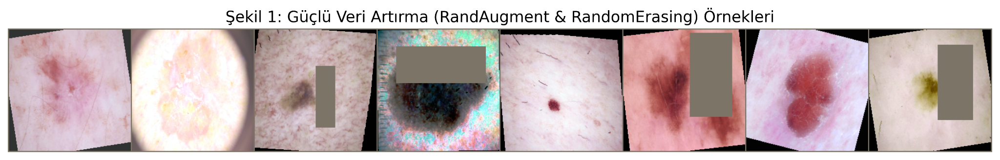 Şekil 1: Güçlü Veri Artırma (RandAugment & RandomErasing) Örnekleri